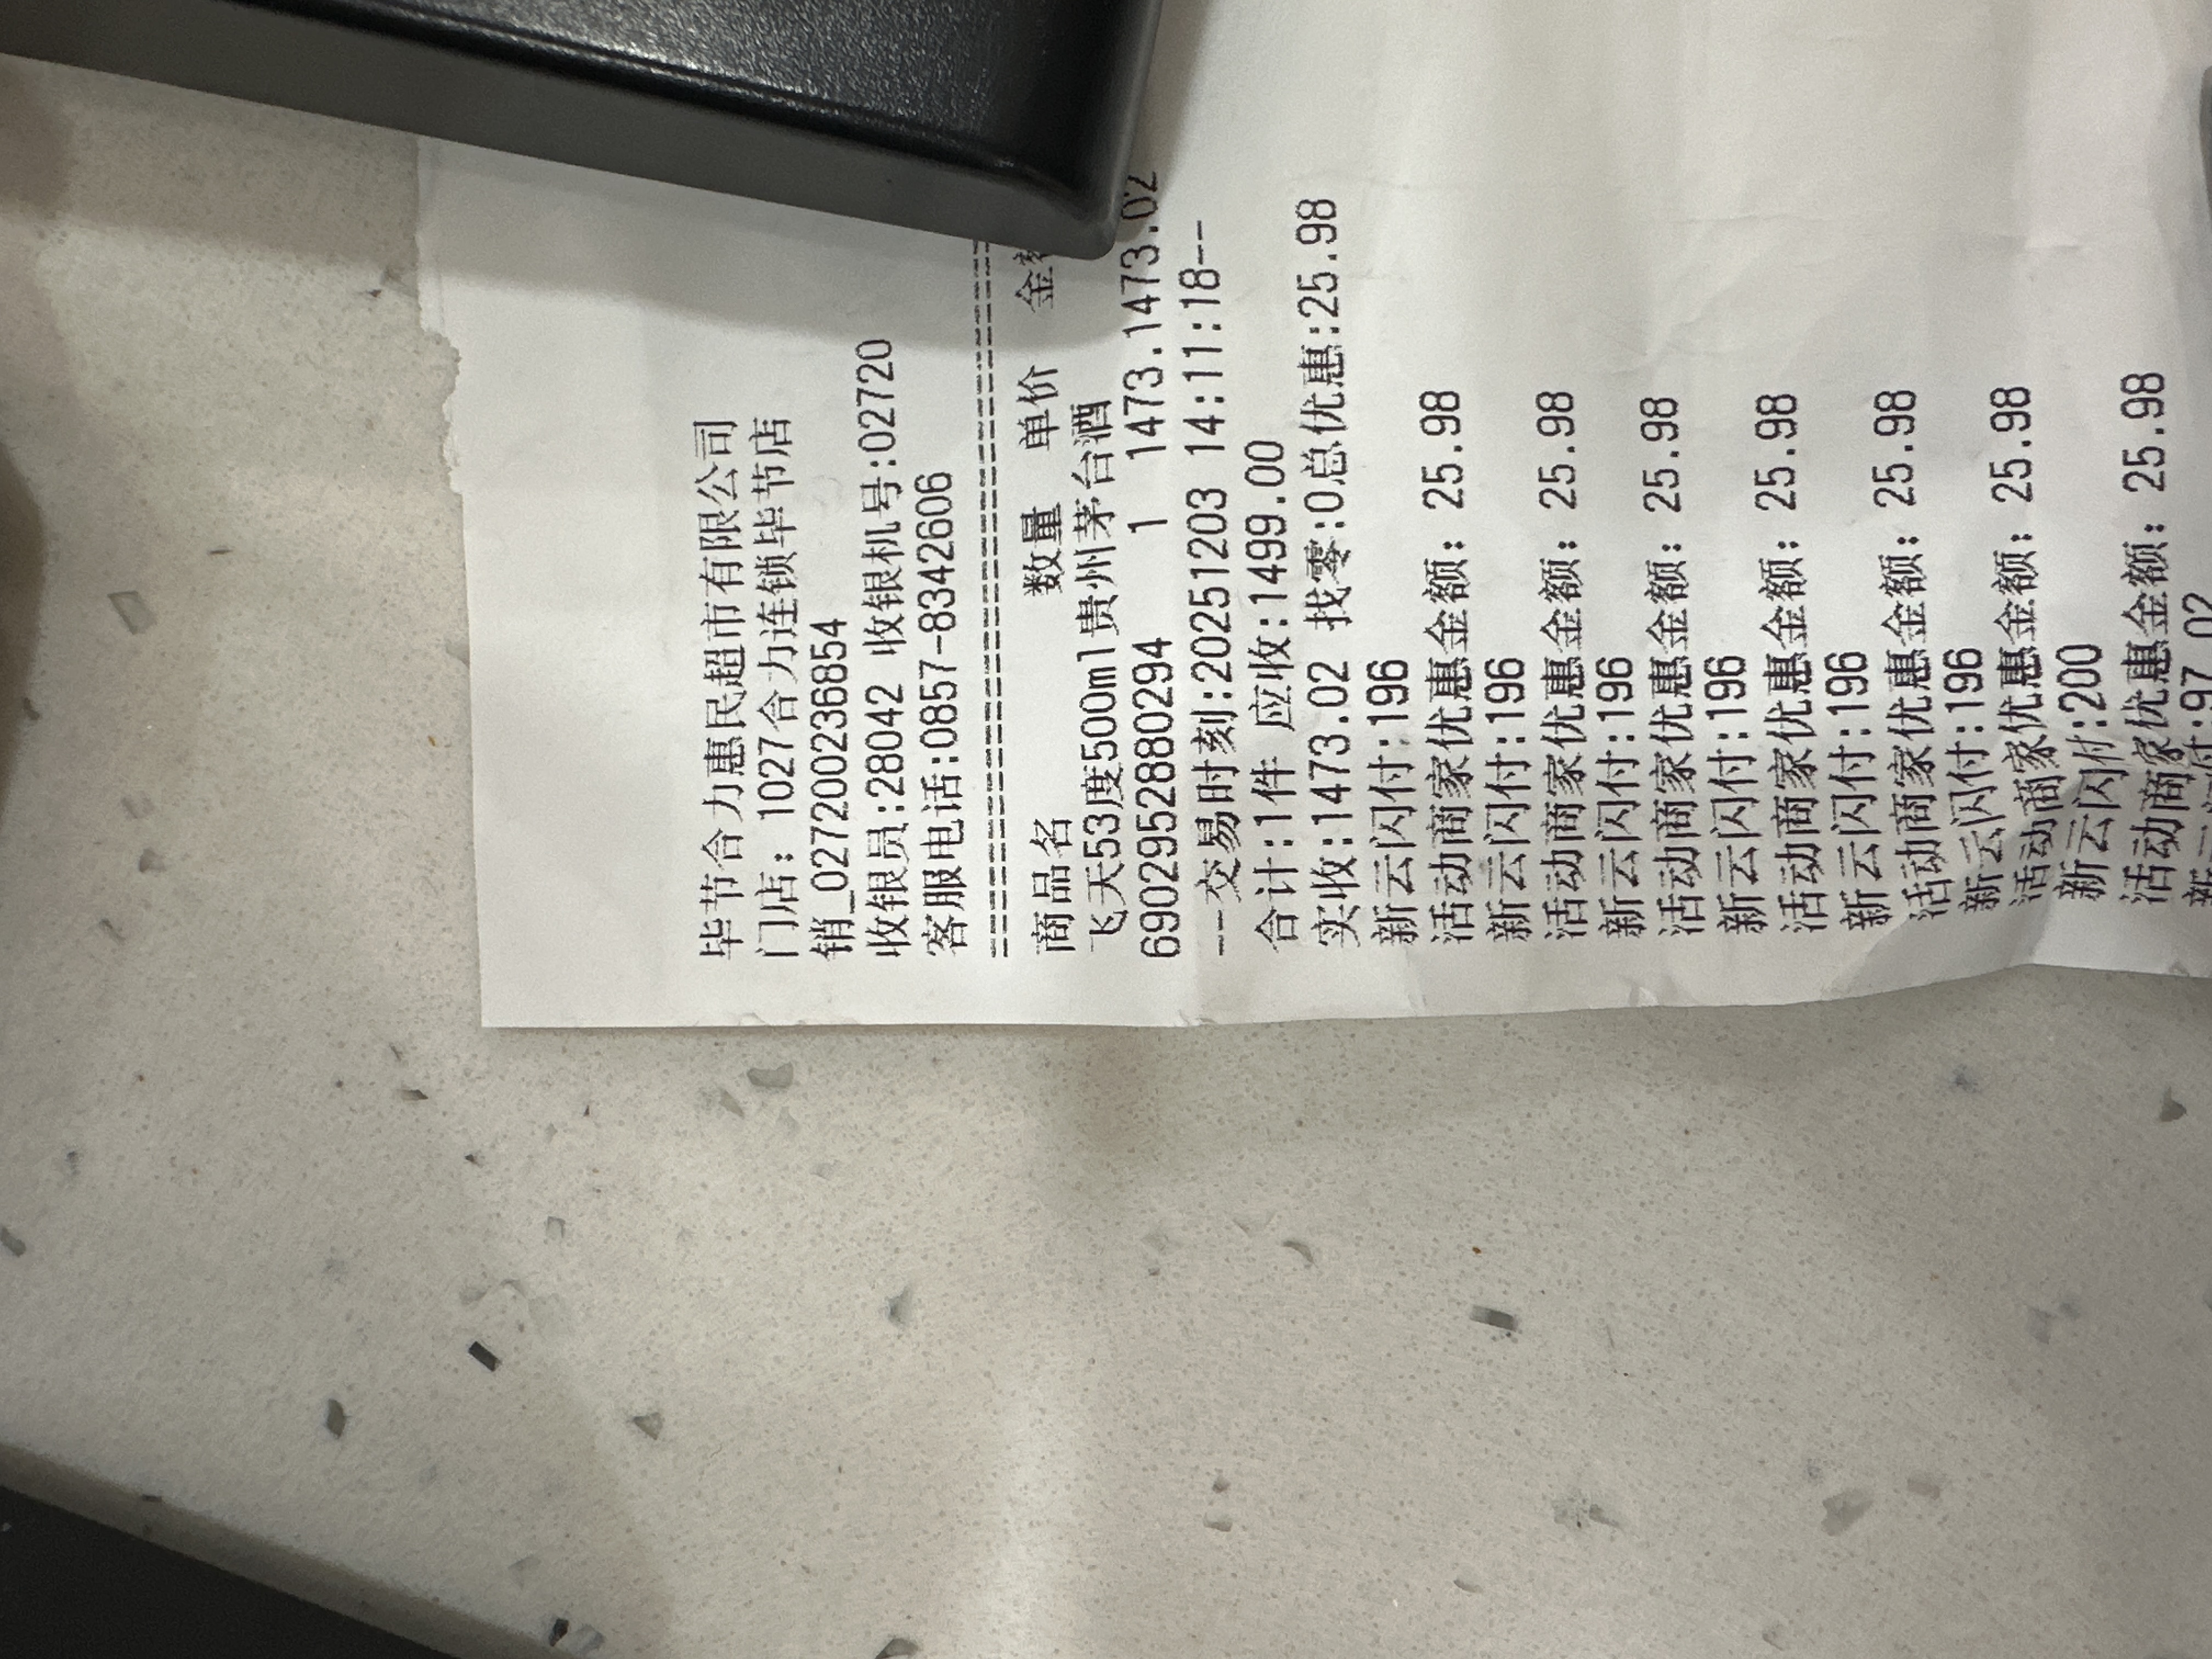 毕节合力惠民超市有限公司
门店: 1027合力连锁毕节店
销_027200236854
收银员:28042 收银机号:02720
客服电话:0857-8342606
================================
商品名 数量 单价 金
飞天53度500ml贵州茅台酒
6902952880294 1 1473.1473.02
--交易时刻:20251203 14:11:18--
合计:1件 应收:1499.00
实收:1473.02 找零:0总优惠:25.98
新云闪付:196
活动商家优惠金额: 25.98
新云闪付:196
活动商家优惠金额: 25.98
新云闪付:196
活动商家优惠金额: 25.98
新云闪付:196
活动商家优惠金额: 25.98
新云闪付:196
活动商家优惠金额: 25.98
新云闪付:196
活动商家优惠金额: 25.98
新云闪付:200
活动商家优惠金额: 25.98
新云闪付:97.02